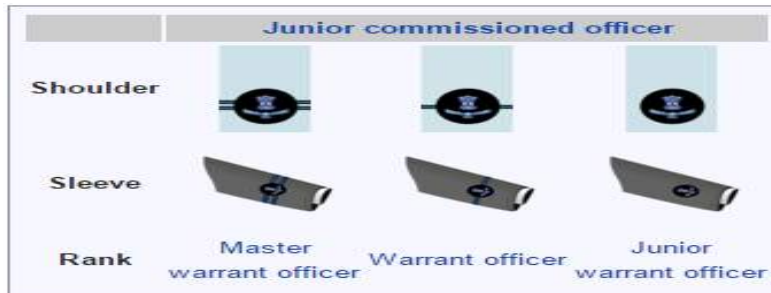 Junior commissioned officer
Shoulder
Sleeve
Rank
Master
warrant officer
Warrant officer
Junior
warrant officer